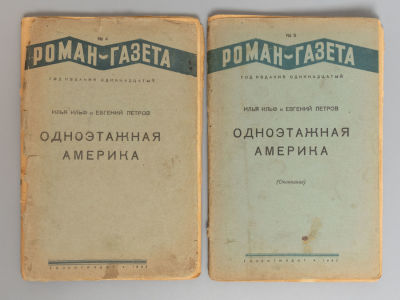 № 4
РОМАН-ГАЗЕТА
ГОД ИЗДАНИЯ ОДИННАДЦАТЫЙ
ИЛЬЯ ИЛЬФ и ЕВГЕНИЙ ПЕТРОВ
ОДНОЭТАЖНАЯ
АМЕРИКА
№ 5
РОМАН-ГАЗЕТА
ГОД ИЗДАНИЯ ОДИННАДЦАТЫЙ
ИЛЬЯ ИЛЬФ и ЕВГЕНИЙ ПЕТРОВ
ОДНОЭТАЖНАЯ
АМЕРИКА
(Окончание)